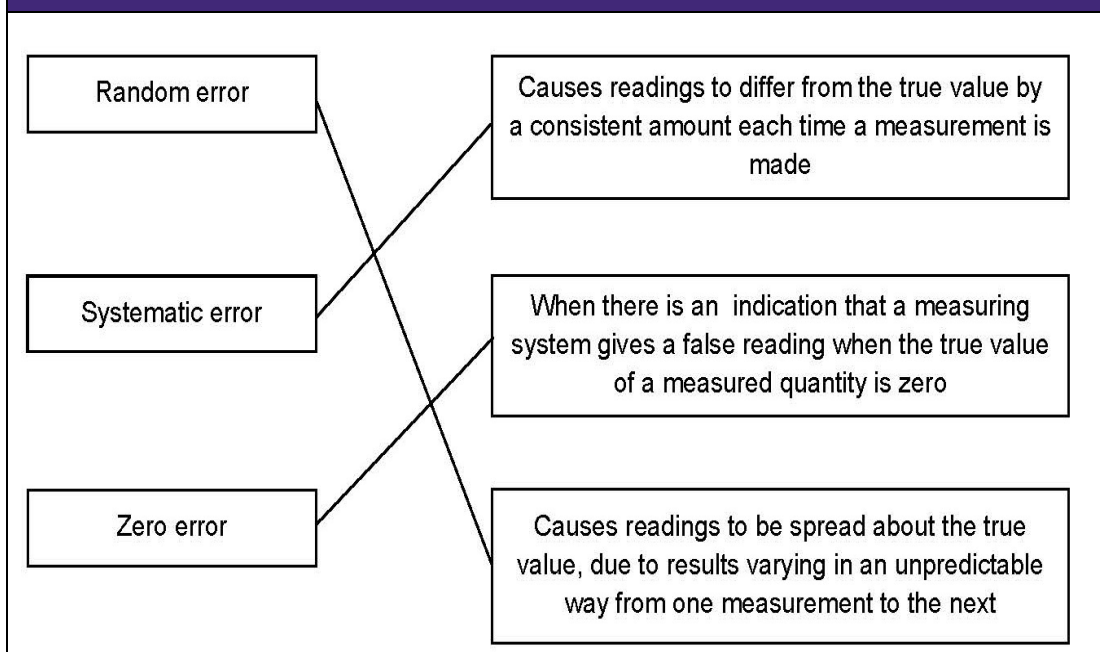 Random error
Causes readings to differ from the true value by
a consistent amount each time a measurement is
made
Systematic error
When there is an indication that a measuring
system gives a false reading when the true value
of a measured quantity is zero
Zero error
Causes readings to be spread about the true
value, due to results varying in an unpredictable
way from one measurement to the next